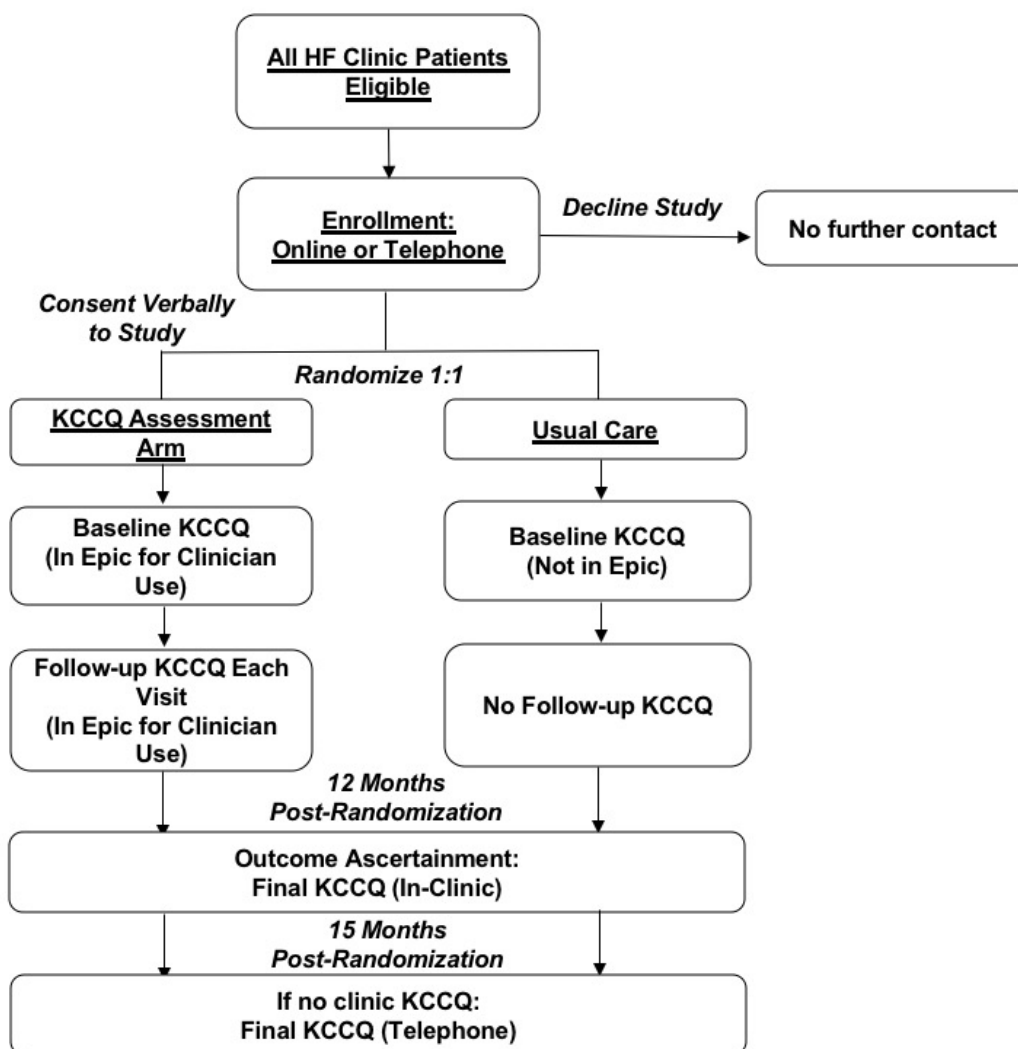 All HF Clinic Patients
Eligible
Enrollment:
Online or Telephone
Decline Study
No further contact
Consent Verbally
to Study
Randomize 1:1
KCCQ Assessment
Arm
Usual Care
Baseline KCCQ
(In Epic for Clinician
Use)
Baseline KCCQ
(Not in Epic)
Follow-up KCCQ Each
Visit
(In Epic for Clinician
Use)
No Follow-up KCCQ
12 Months
Post-Randomization
Outcome Ascertainment:
Final KCCQ (In-Clinic)
15 Months
Post-Randomization
If no clinic KCCQ:
Final KCCQ (Telephone)